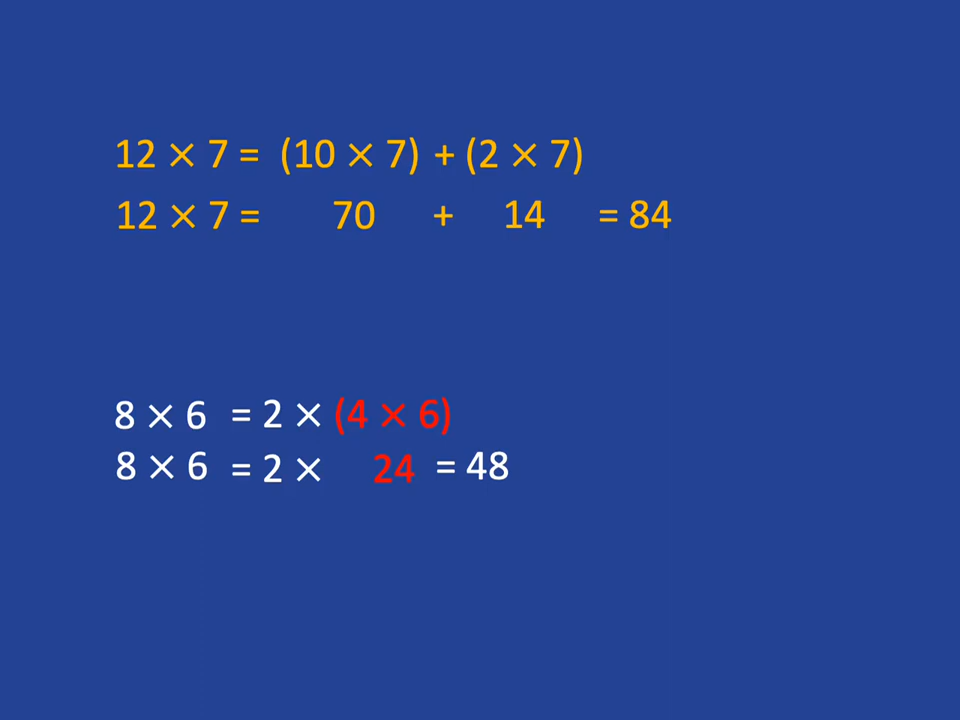 12 × 7 = (10 × 7) + (2 × 7)
12 × 7 = 70 + 14 = 84
8 × 6 = 2 × (4 × 6)
8 × 6 = 2 × 24 = 48